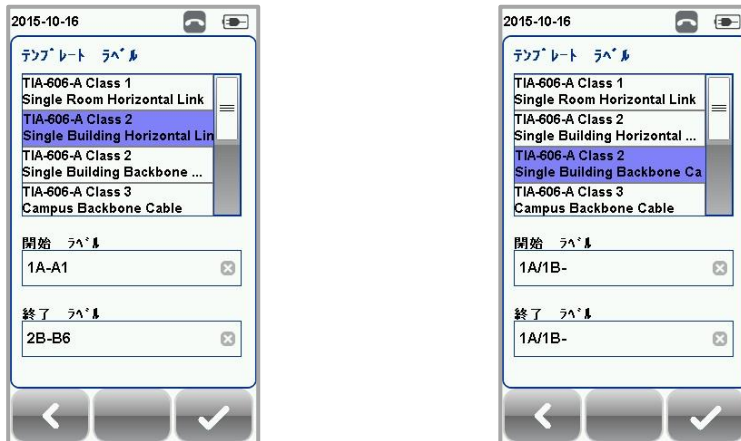 2015-10-16
ﾃﾝﾌﾟﾚｰﾄ ﾗﾍﾞﾙ
TIA-606-A Class 1
Single Room Horizontal Link
TIA-606-A Class 2
Single Building Horizontal Lin
TIA-606-A Class 2
Single Building Backbone ...
TIA-606-A Class 3
Campus Backbone Cable
開始 ﾗﾍﾞﾙ
1A-A1
終了 ﾗﾍﾞﾙ
2B-B6
2015-10-16
ﾃﾝﾌﾟﾚｰﾄ ﾗﾍﾞﾙ
TIA-606-A Class 1
Single Room Horizontal Link
TIA-606-A Class 2
Single Building Horizontal ...
TIA-606-A Class 2
Single Building Backbone Ca
TIA-606-A Class 3
Campus Backbone Cable
開始 ﾗﾍﾞﾙ
1A/1B-
終了 ﾗﾍﾞﾙ
1A/1B-